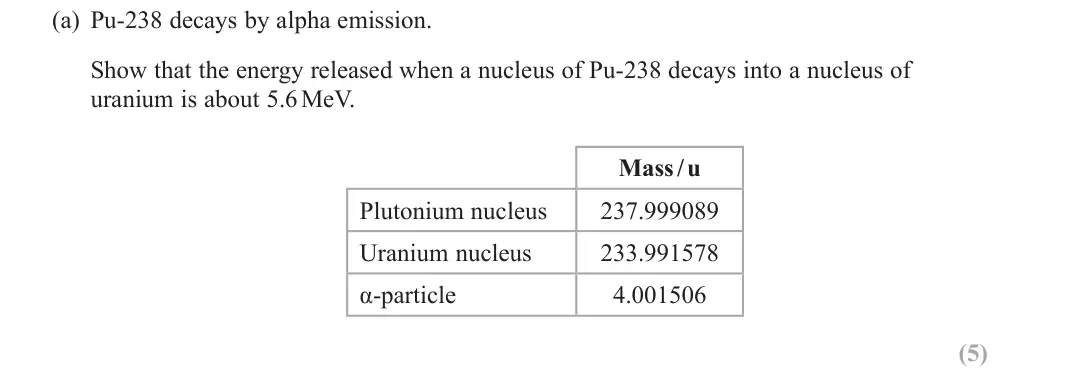 (a) Pu-238 decays by alpha emission.
Show that the energy released when a nucleus of Pu-238 decays into a nucleus of
uranium is about 5.6 MeV.
Mass / u
Plutonium nucleus 237.999089
Uranium nucleus 233.991578
α-particle 4.001506
(5)